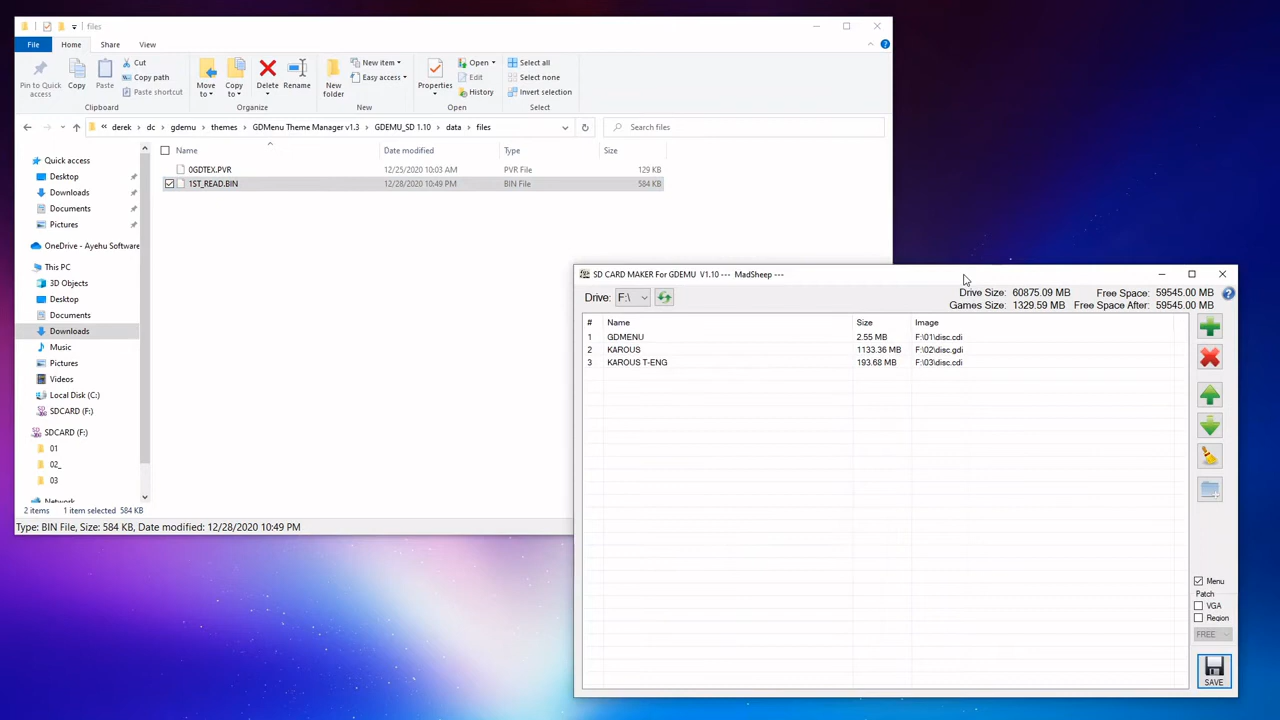 files
File Home Share View
Pin to Quick access
Copy
Paste
Cut
Copy path
Paste shortcut
Clipboard
Move to
Copy to
Delete
Rename
Organize
New folder
New item
Easy access
New
Properties
Open
Edit
History
Open
Select all
Select none
Invert selection
Select
« derek › dc › gdemu › themes › GDMenu Theme Manager v1.3 › GDEMU_SD 1.10 › data › files
Search files
Name Date modified Type Size
0GDTEX.PVR 12/25/2020 10:03 AM PVR File 129 KB
1ST_READ.BIN 12/28/2020 10:49 PM BIN File 584 KB
Quick access
Desktop
Downloads
Documents
Pictures
OneDrive - Ayehu Software
This PC
3D Objects
Desktop
Documents
Downloads
Music
Pictures
Videos
Local Disk (C:)
SDCARD (F:)
SDCARD (F:)
01
02_
03
Network
2 items 1 item selected 584 KB
Type: BIN File, Size: 584 KB, Date modified: 12/28/2020 10:49 PM
SD CARD MAKER For GDEMU V1.10 --- MadSheep ---
Drive: F:\
Drive Size: 60875.09 MB Free Space: 59545.00 MB
Games Size: 1329.59 MB Free Space After: 59545.00 MB
# Name Size Image
1 GDMENU 2.55 MB F:\01\disc.cdi
2 KAROUS 1133.36 MB F:\02\disc.gdi
3 KAROUS T-ENG 193.68 MB F:\03\disc.cdi
Menu
Patch
VGA
Region
FREE
SAVE